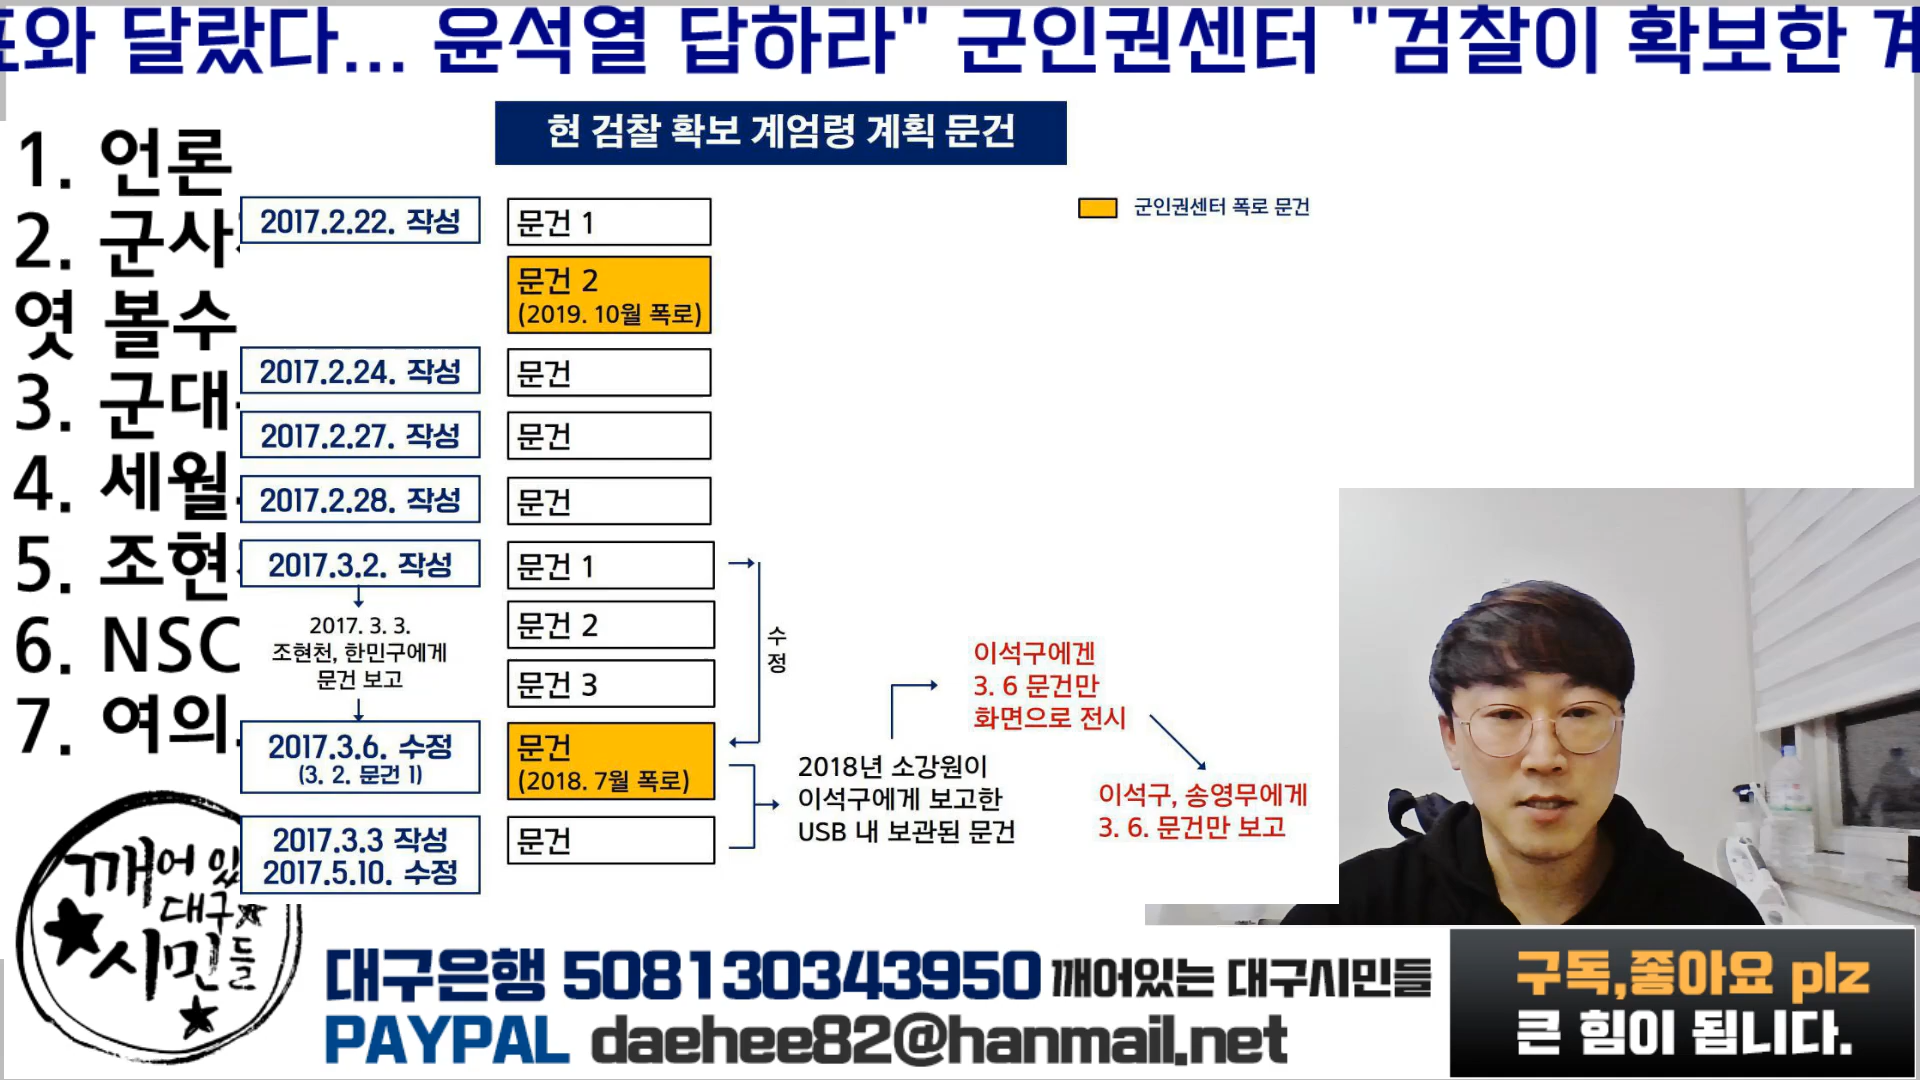 와 달랐다... 윤석열 답하라" 군인권센터 "검찰이 확보한
현 검찰 확보 계엄령 계획 문건
군인권센터 폭로 문건
1. 언론
2. 군사
엿 볼수
3. 군대
4. 세월
5. 조현
6. NSC
7. 여의
2017.2.22. 작성
문건 1
문건 2
(2019. 10월 폭로)
2017.2.24. 작성
문건
2017.2.27. 작성
문건
2017.2.28. 작성
문건
2017.3.2. 작성
문건 1
2017. 3. 3.
조현천, 한민구에게
문건 보고
문건 2
문건 3
수
정
2017.3.6. 수정
(3. 2. 문건 1)
문건
(2018. 7월 폭로)
2017.3.3 작성
2017.5.10. 수정
문건
2018년 소강원이
이석구에게 보고한
USB 내 보관된 문건
이석구에겐
3. 6 문건만
화면으로 전시
이석구, 송영무에게
3. 6. 문건만 보고
깨어 있
대구
시민들
대구은행 508130343950 깨어있는 대구시민들
PAYPAL daehee82@hanmail.net
구독,좋아요 plz
큰 힘이 됩니다.